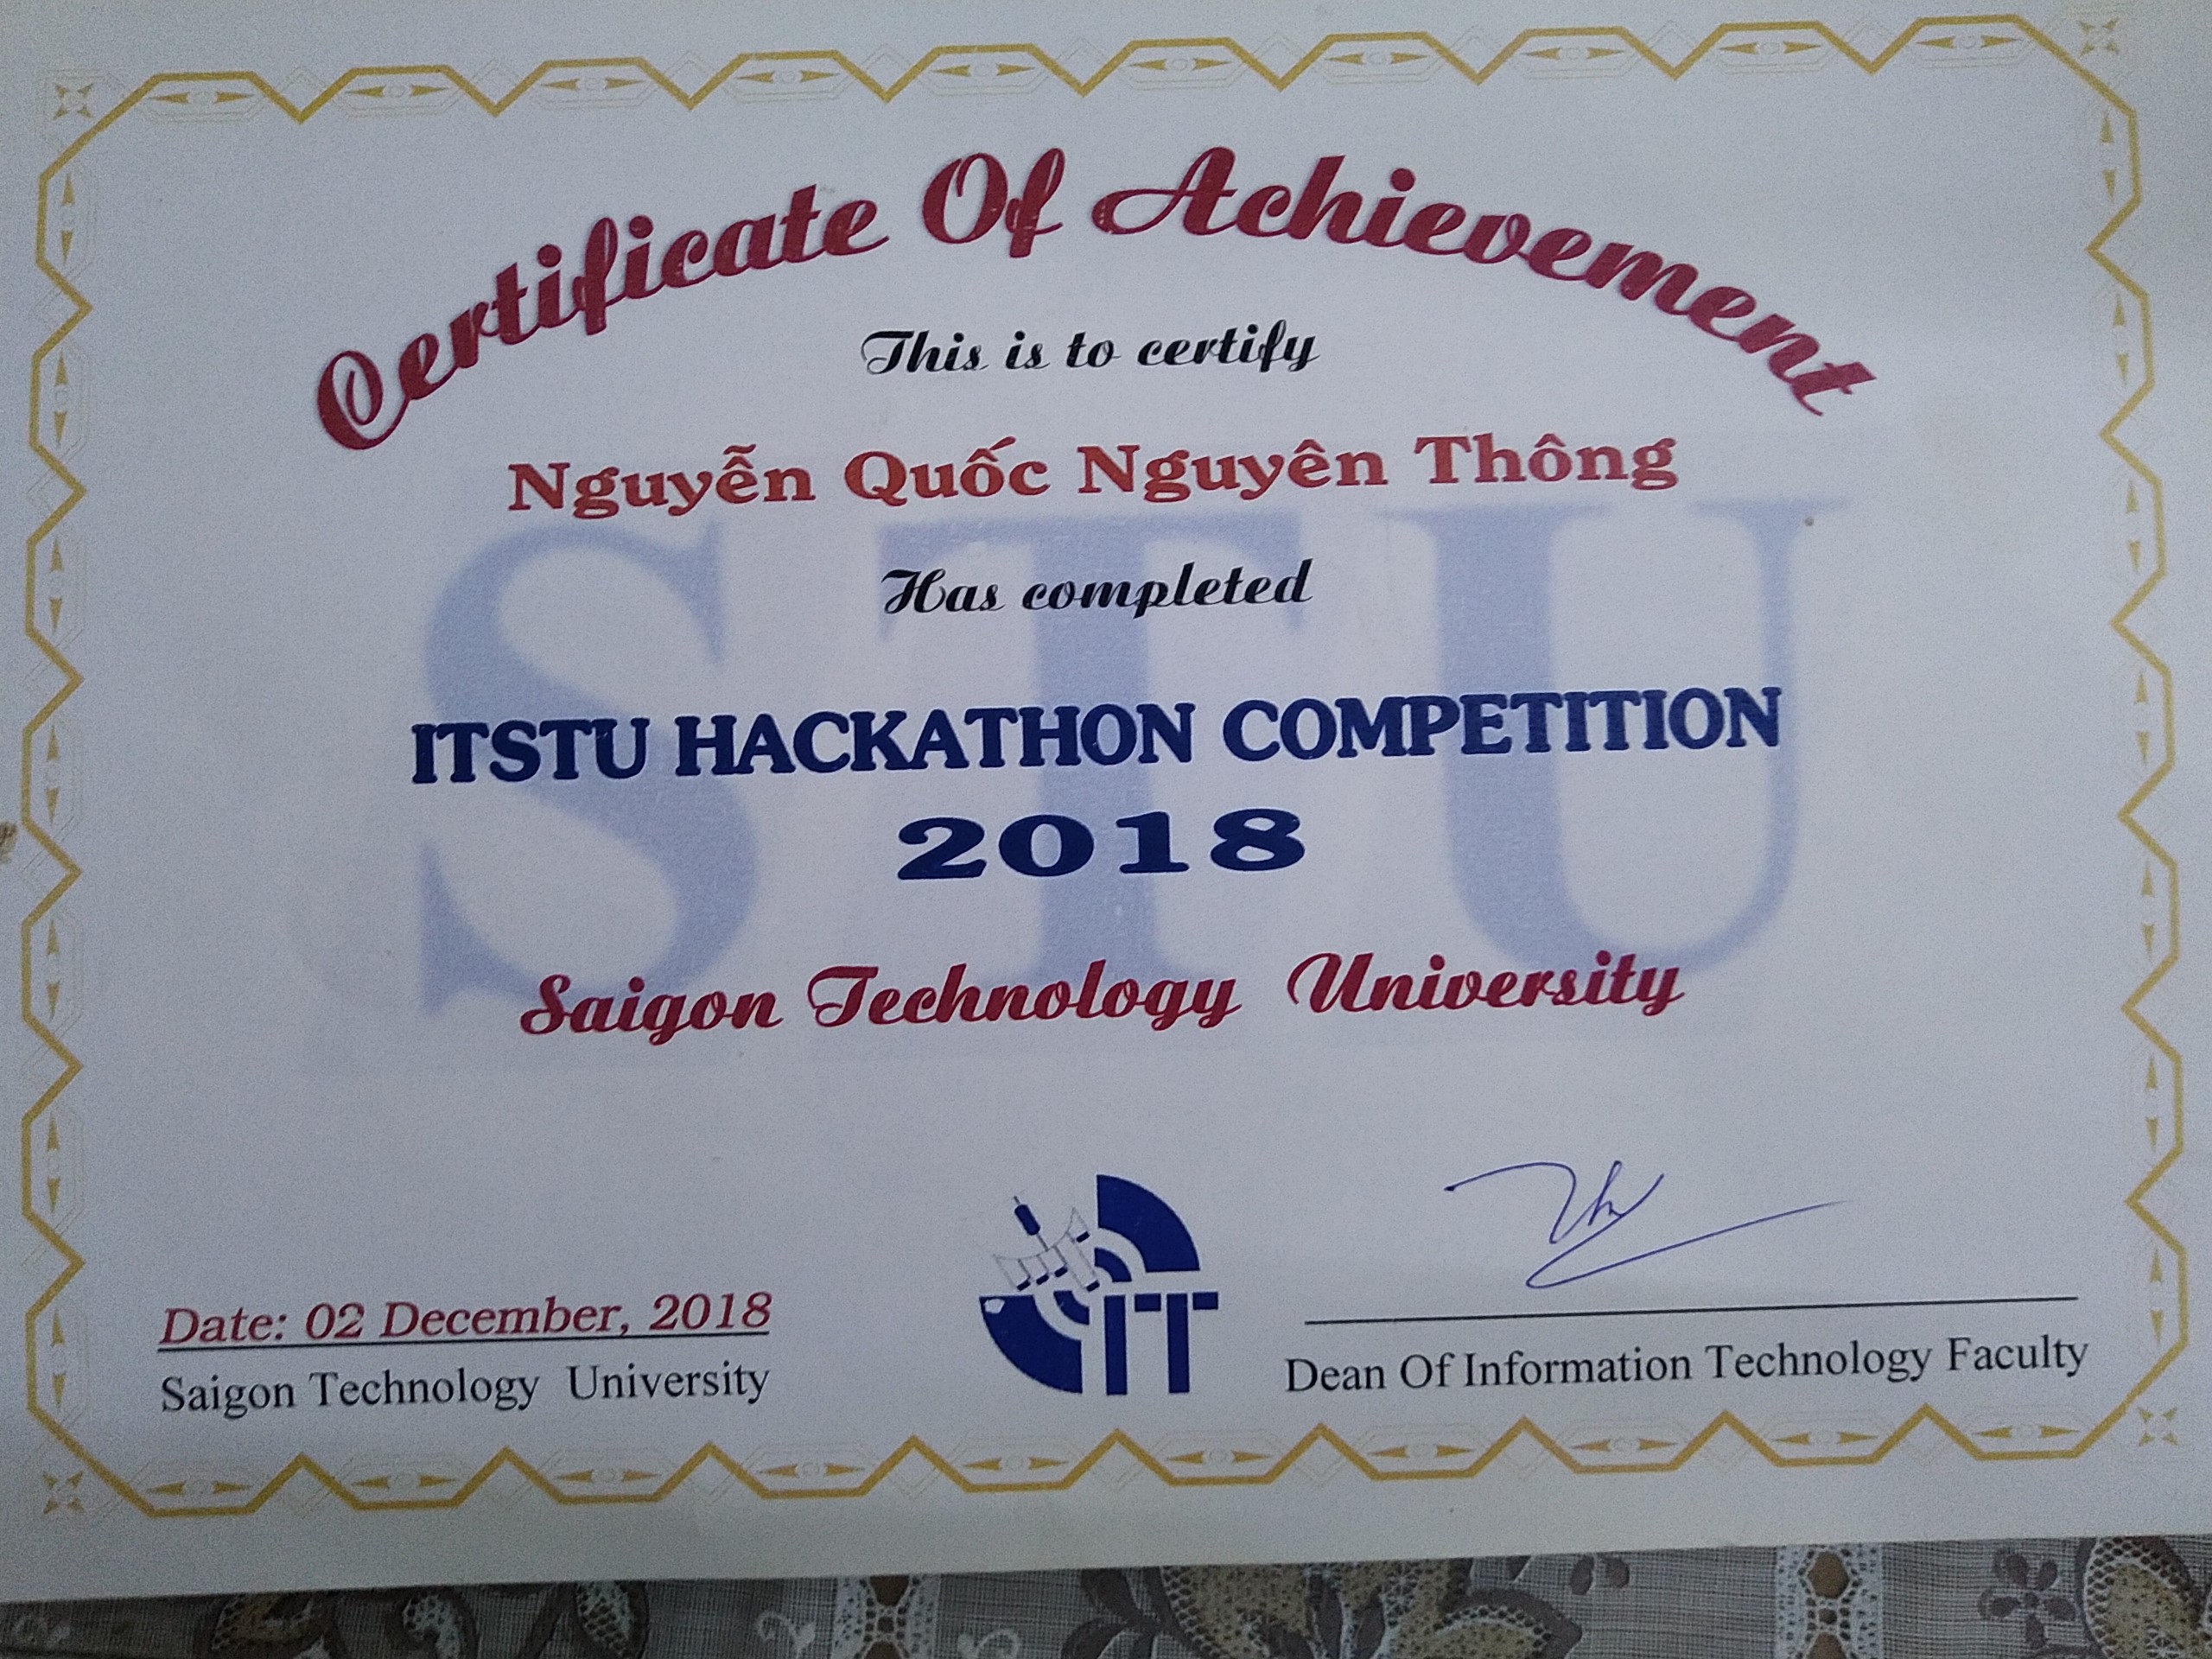 Certificate Of Achievement
This is to certify
Nguyễn Quốc Nguyên Thông
Has completed
STU
ITSTU HACKATHON COMPETITION
2018
Saigon Technology University
IT
Date: 02 December, 2018
Saigon Technology University
Dean Of Information Technology Faculty